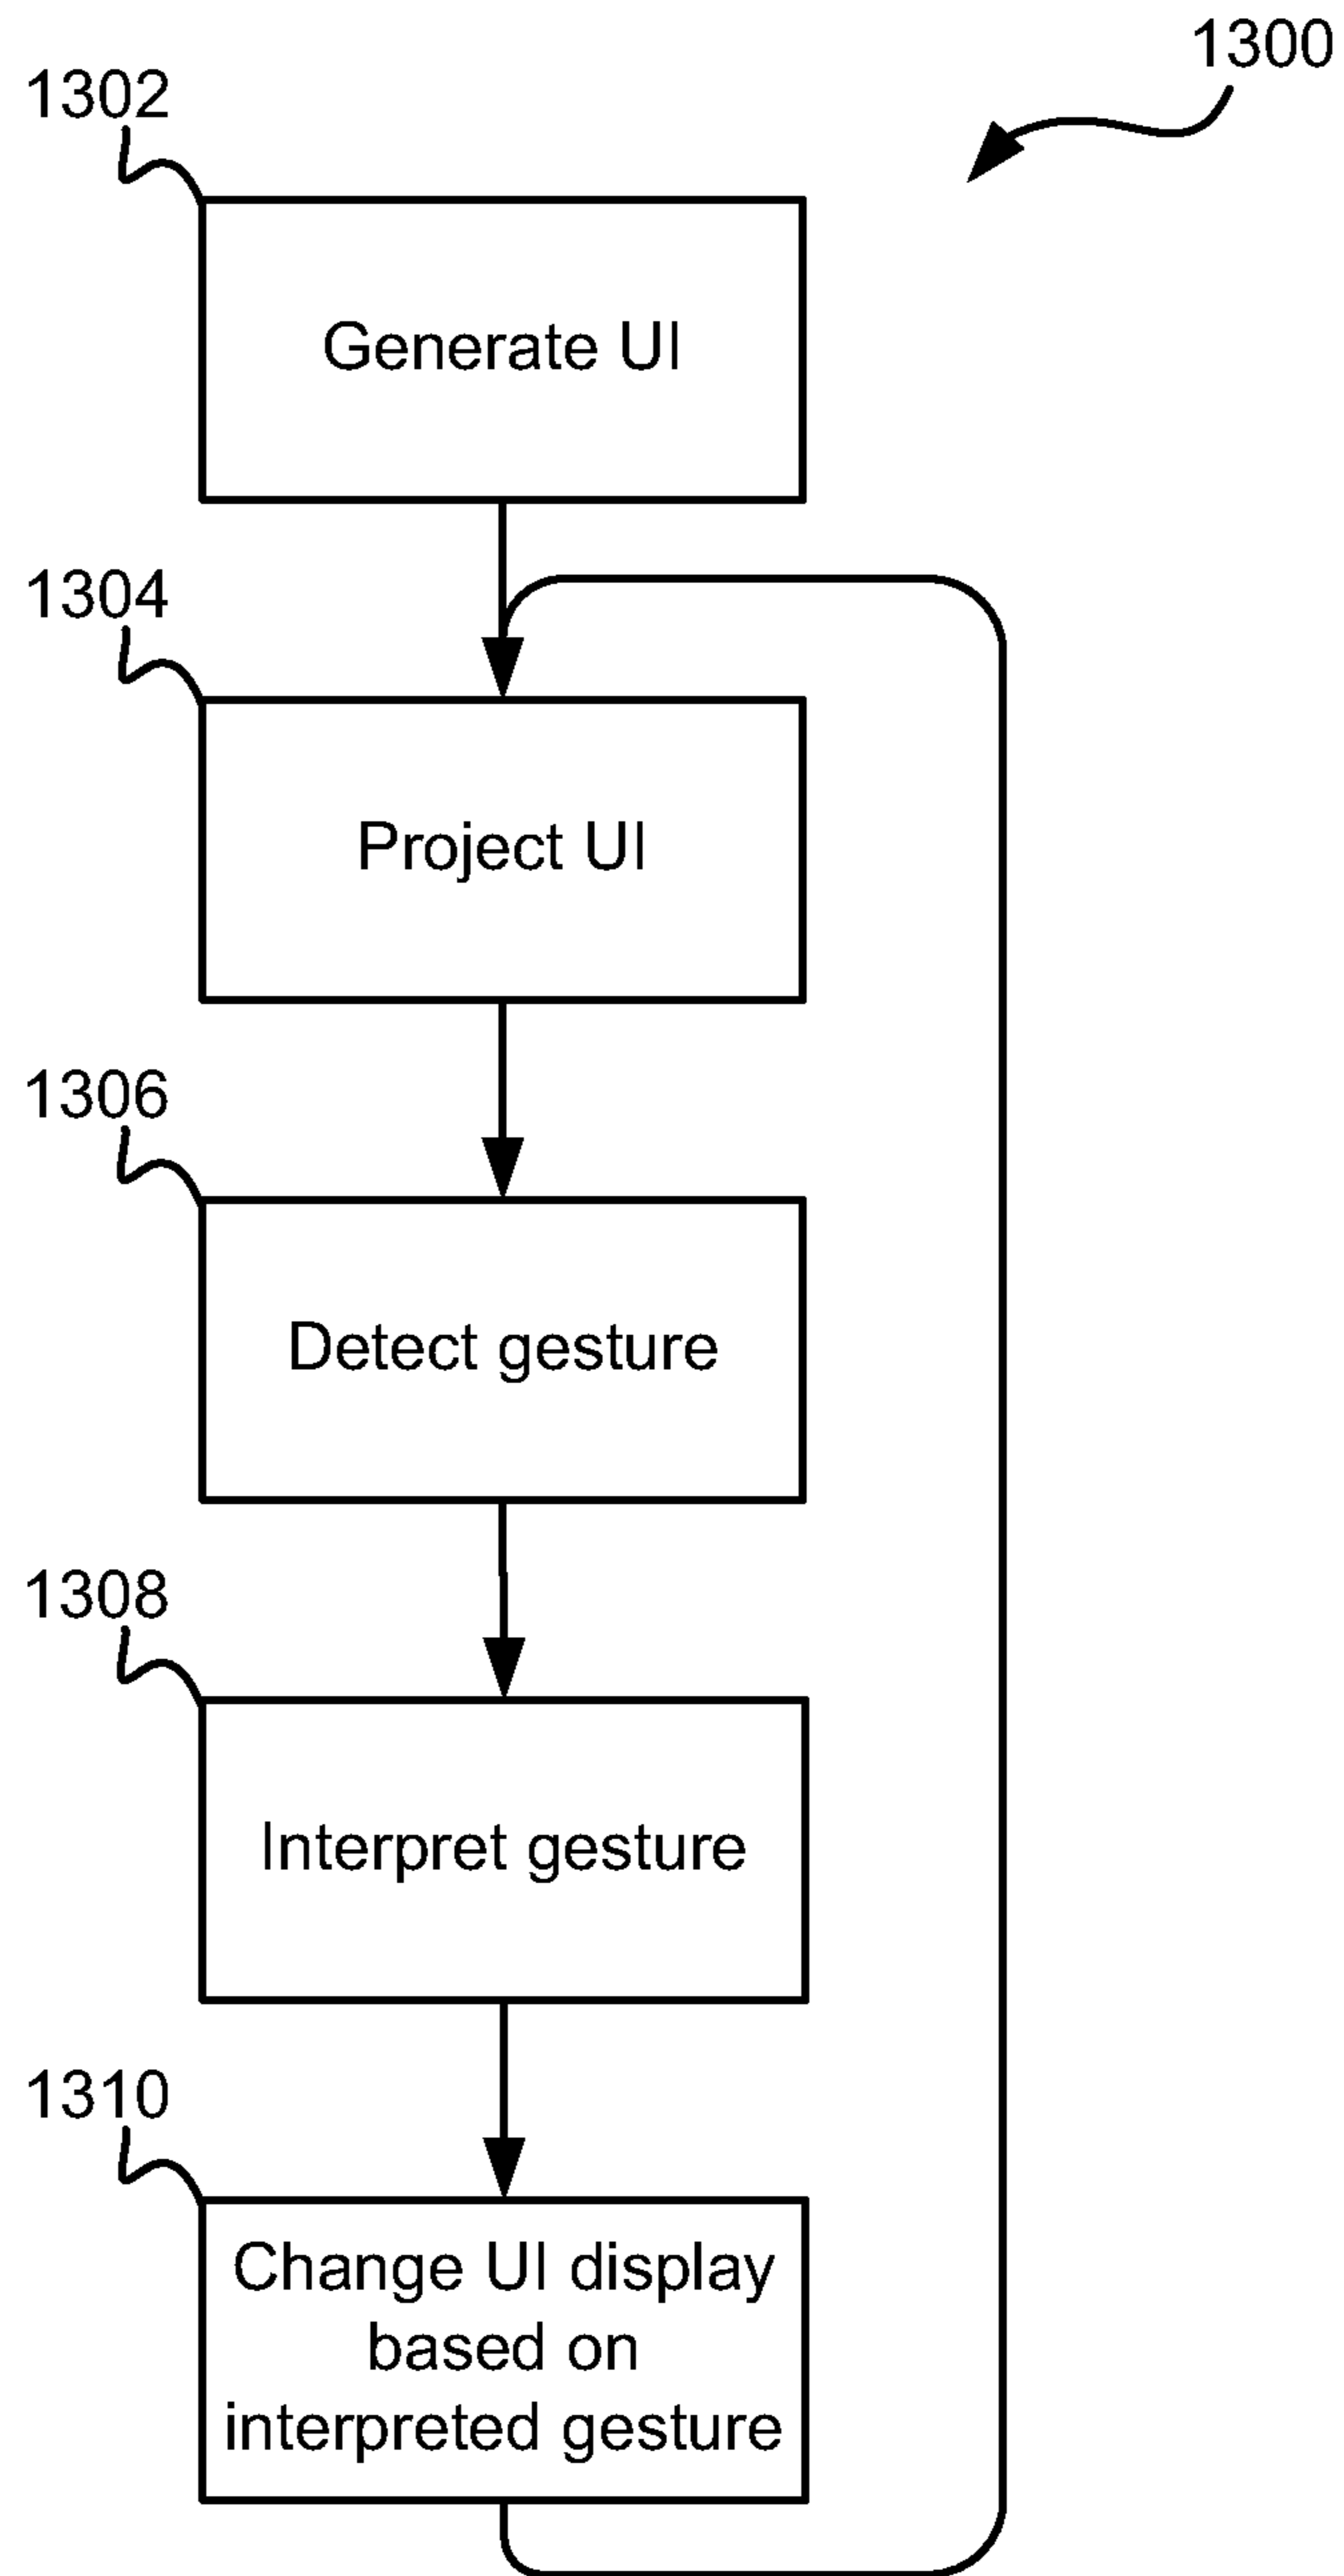 1300
1302
Generate UI
1304
Project UI
1306
Detect gesture
1308
Interpret gesture
1310
Change UI display
based on
interpreted gesture